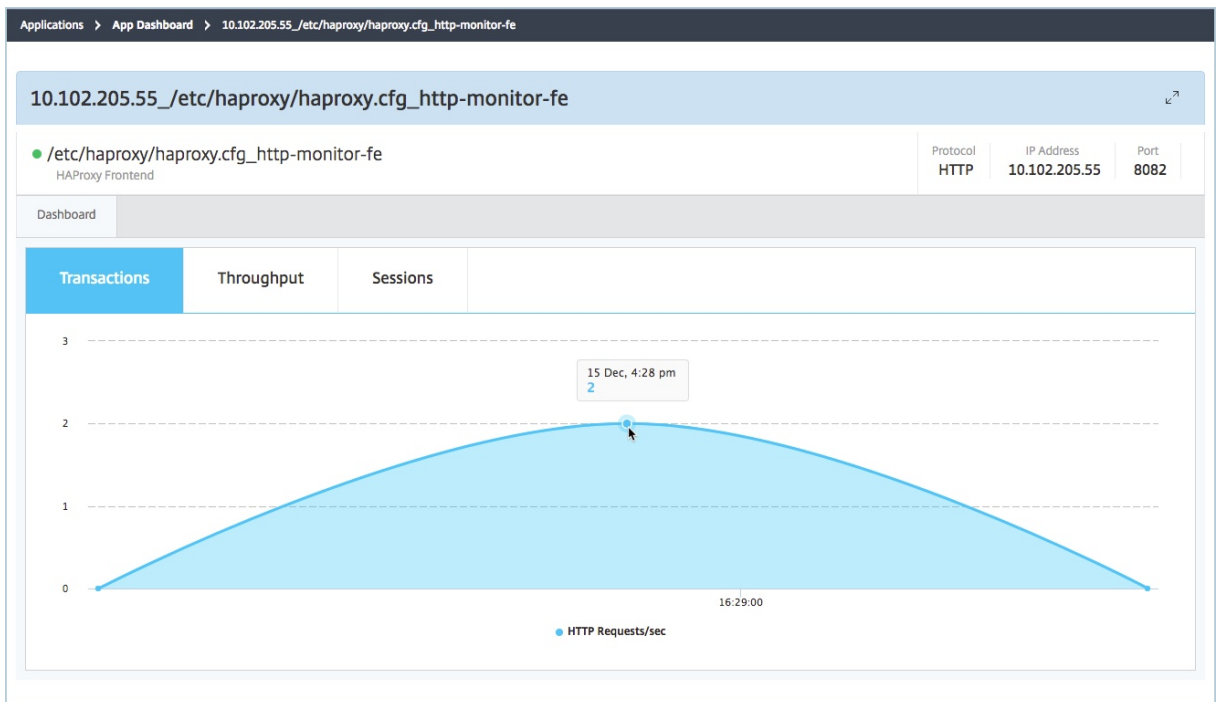 Applications > App Dashboard > 10.102.205.55_/etc/haproxy/haproxy.cfg_http-monitor-fe
10.102.205.55_/etc/haproxy/haproxy.cfg_http-monitor-fe
/etc/haproxy/haproxy.cfg_http-monitor-fe
HAProxy Frontend
Protocol IP Address Port
HTTP 10.102.205.55 8082
Dashboard
Transactions Throughput Sessions
3
15 Dec, 4:28 pm
2
2
1
0
16:29:00
HTTP Requests/sec